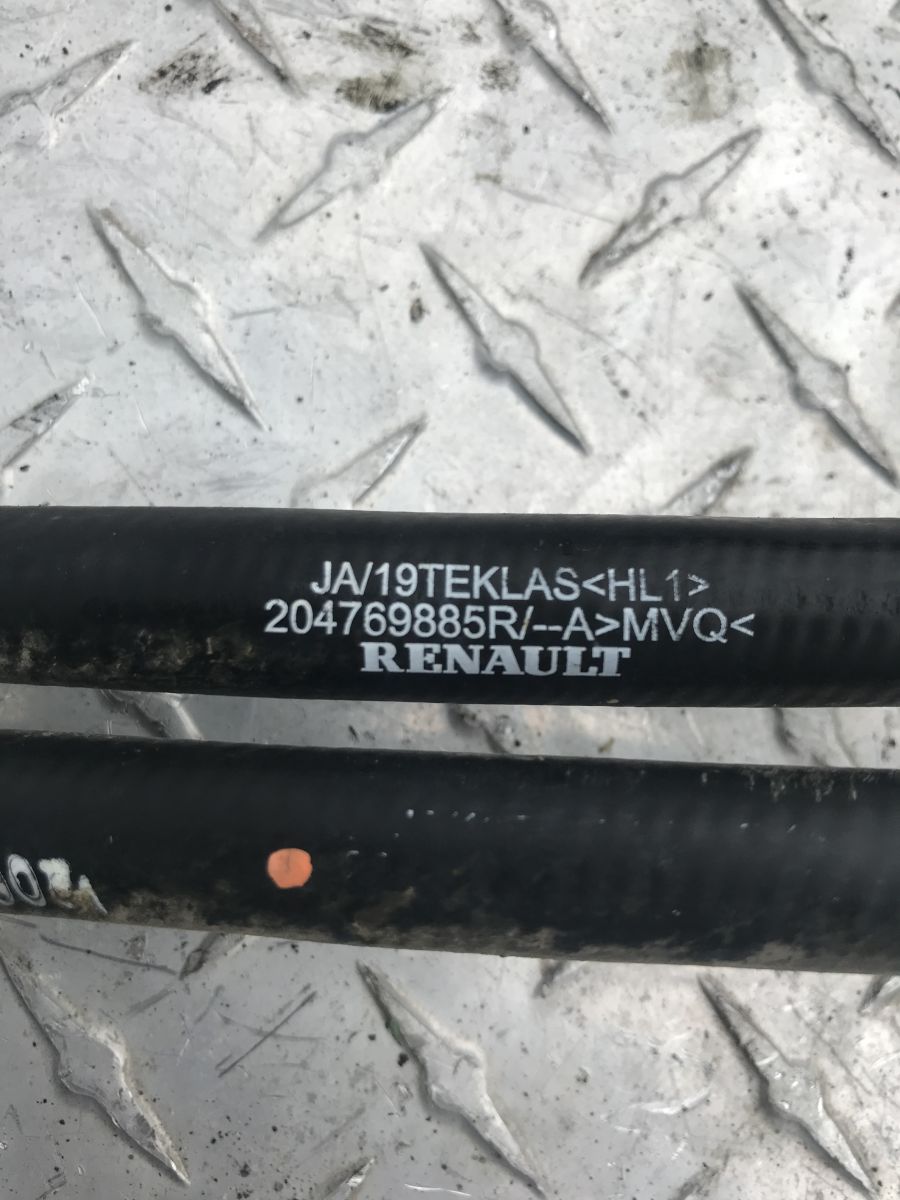 JA/19TEKLAS<HL1>
204769885R/--A>MVQ<
RENAULT